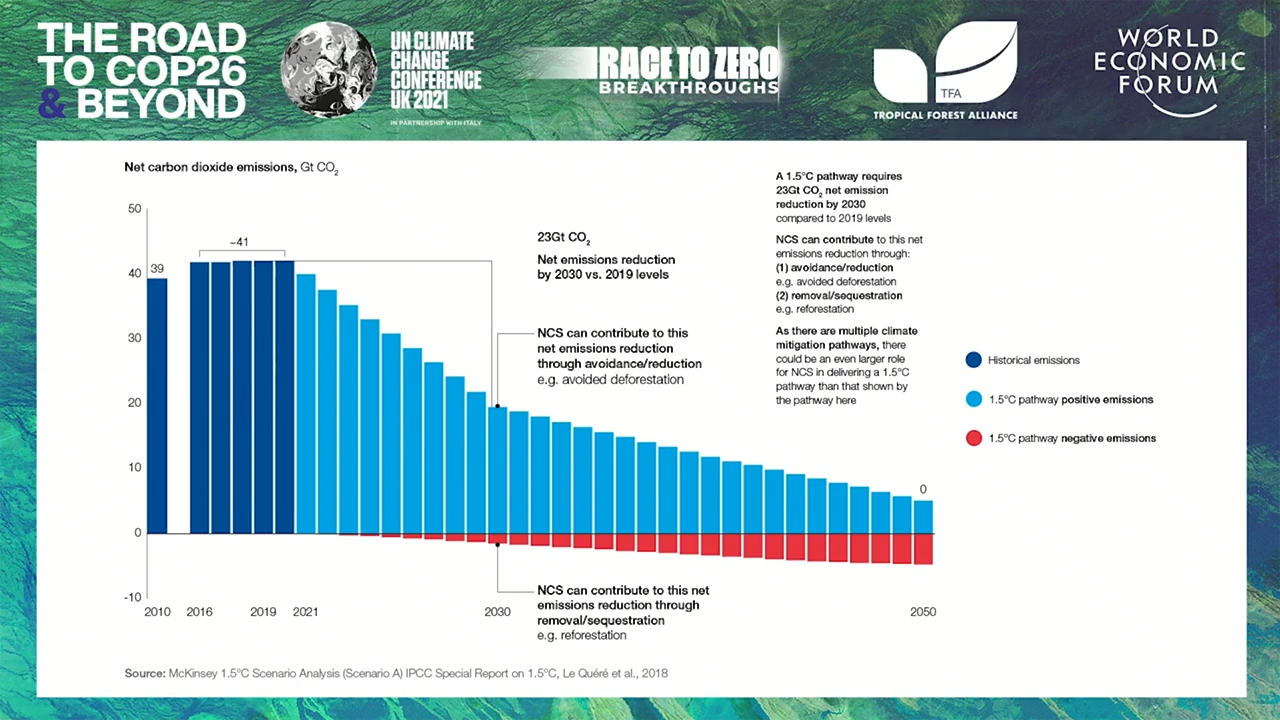 THE ROAD
TO COP26
& BEYOND
UN CLIMATE
CHANGE
CONFERENCE
UK 2021
IN PARTNERSHIP WITH ITALY
RACE TO ZERO
BREAKTHROUGHS
TFA
TROPICAL FOREST ALLIANCE
WORLD
ECONOMIC
FORUM
Net carbon dioxide emissions, Gt CO₂
50
40
30
20
10
0
-10
39
~41
0
2010
2016
2019
2021
2030
2050
23Gt CO₂
Net emissions reduction
by 2030 vs. 2019 levels
NCS can contribute to this
net emissions reduction
through avoidance/reduction
e.g. avoided deforestation
NCS can contribute to this net
emissions reduction through
removal/sequestration
e.g. reforestation
A 1.5°C pathway requires
23Gt CO₂ net emission
reduction by 2030
compared to 2019 levels
NCS can contribute to this net
emissions reduction through:
(1) avoidance/reduction
e.g. avoided deforestation
(2) removal/sequestration
e.g. reforestation
As there are multiple climate
mitigation pathways, there
could be an even larger role
for NCS in delivering a 1.5°C
pathway than that shown by
the pathway here
Historical emissions
1.5°C pathway positive emissions
1.5°C pathway negative emissions
Source: McKinsey 1.5°C Scenario Analysis (Scenario A) IPCC Special Report on 1.5°C, Le Quéré et al., 2018